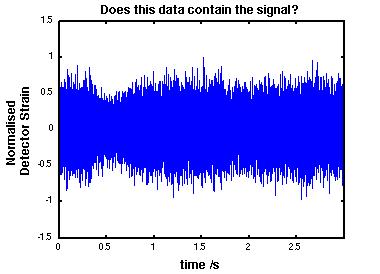 Does this data contain the signal?
1.5
1
0.5
0
-0.5
-1
-1.5
Normalised
Detector Strain
0 0.5 1 1.5 2 2.5
time /s